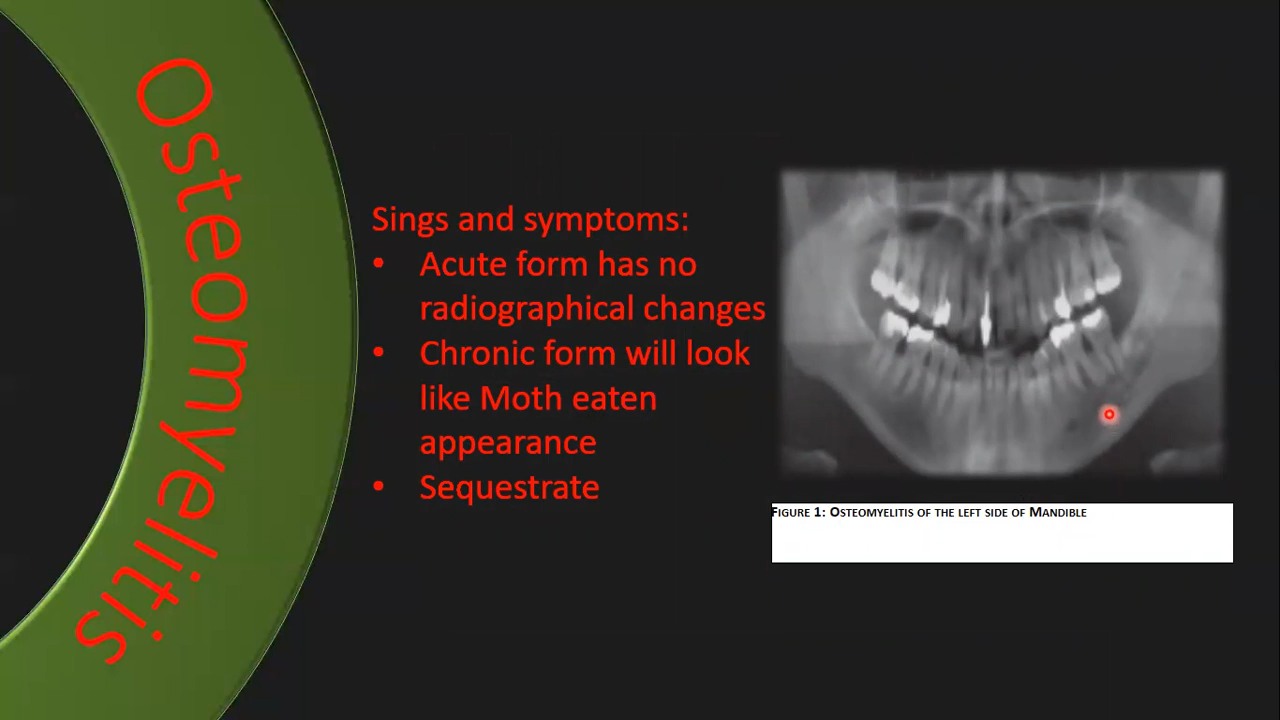 Osteomyelitis
Sings and symptoms:
• Acute form has no
radiographical changes
• Chronic form will look
like Moth eaten
appearance
• Sequestrate
FIGURE 1: OSTEOMYELITIS OF THE LEFT SIDE OF MANDIBLE